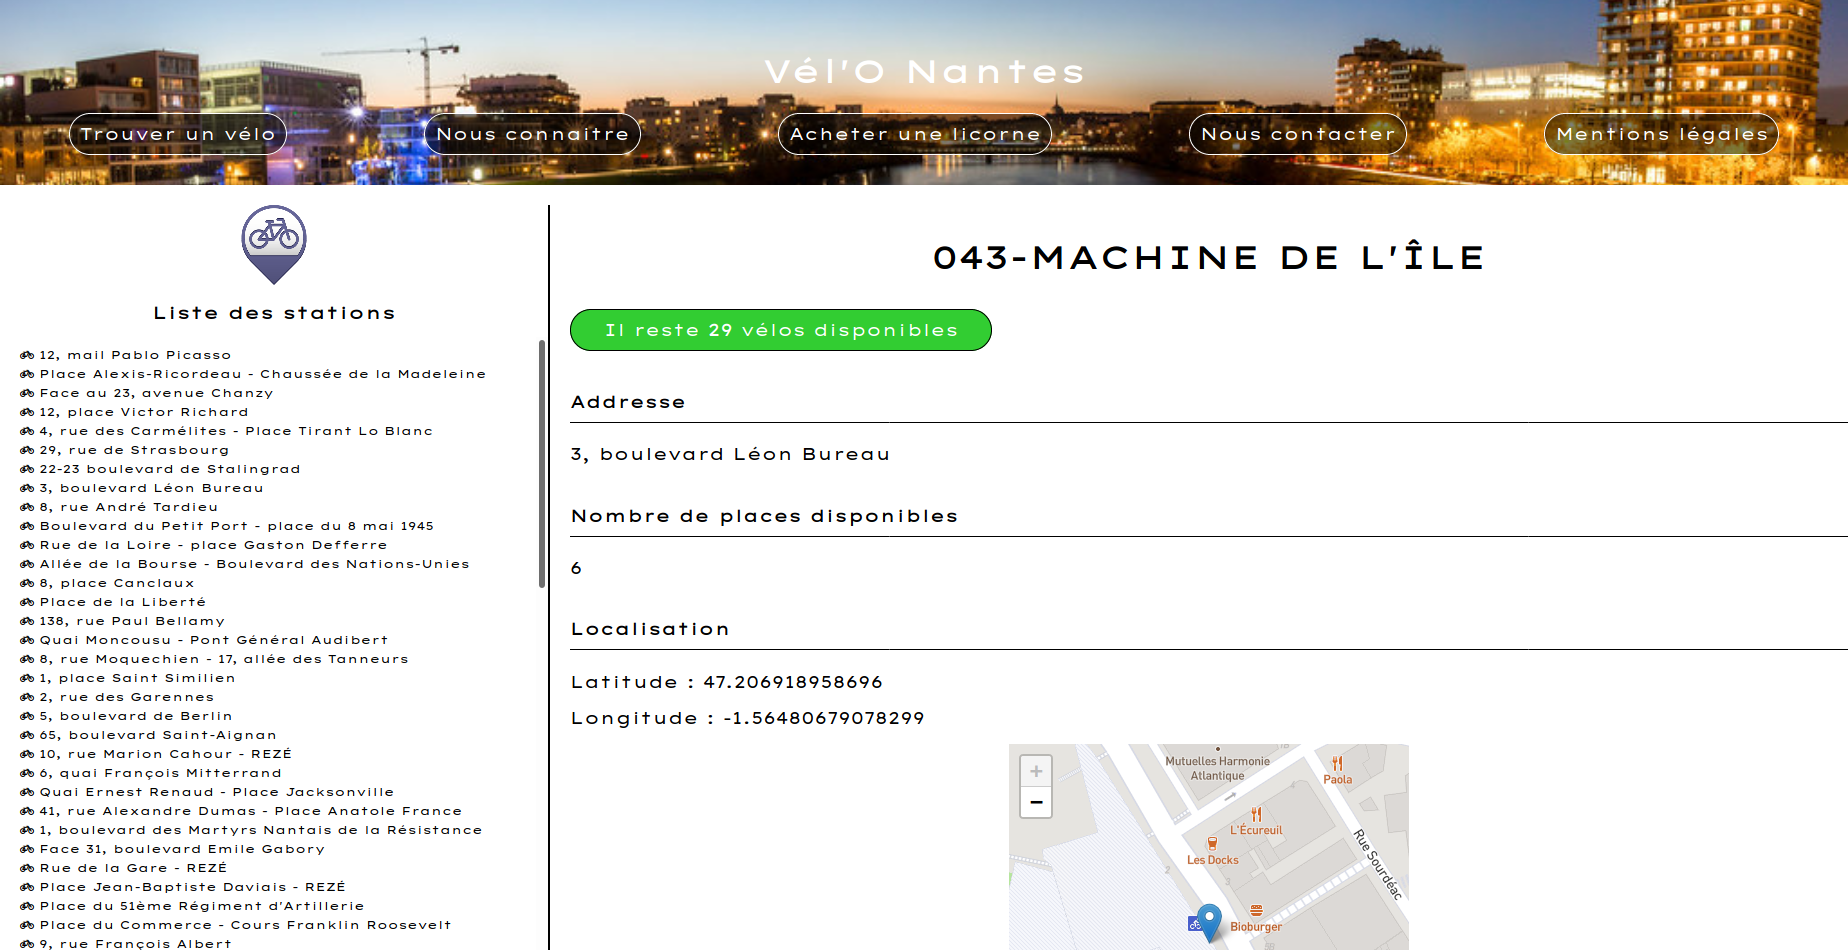 Vél'O Nantes
Trouver un vélo
Nous connaitre
Acheter une licorne
Nous contacter
Mentions légales
Liste des stations
12, mail Pablo Picasso
Place Alexis-Ricordeau - Chaussée de la Madeleine
Face au 23, avenue Chanzy
12, place Victor Richard
4, rue des Carmélites - Place Tirant Lo Blanc
29, rue de Strasbourg
22-23 boulevard de Stalingrad
3, boulevard Léon Bureau
8, rue André Tardieu
Boulevard du Petit Port - place du 8 mai 1945
Rue de la Loire - place Gaston Defferre
Allée de la Bourse - Boulevard des Nations-Unies
8, place Canclaux
Place de la Liberté
138, rue Paul Bellamy
Quai Moncousu - Pont Général Audibert
8, rue Moquechien - 17, allée des Tanneurs
1, place Saint Similien
2, rue des Garennes
5, boulevard de Berlin
65, boulevard Saint-Aignan
10, rue Marion Cahour - REZÉ
6, quai François Mitterrand
Quai Ernest Renaud - Place Jacksonville
41, rue Alexandre Dumas - Place Anatole France
1, boulevard des Martyrs Nantais de la Résistance
Face 31, boulevard Emile Gabory
Rue de la Gare - REZÉ
Place Jean-Baptiste Daviais - REZÉ
Place du 51ème Régiment d'Artillerie
Place du Commerce - Cours Franklin Roosevelt
9, rue François Albert
043-MACHINE DE L'ÎLE
Il reste 29 vélos disponibles
Addresse
3, boulevard Léon Bureau
Nombre de places disponibles
6
Localisation
Latitude : 47.206918958696
Longitude : -1.56480679078299
+
−
Mutuelles Harmonie
Atlantique
Paola
4
L'Écureuil
Les Docks
Rue Sourdéac
2
3
Bioburger